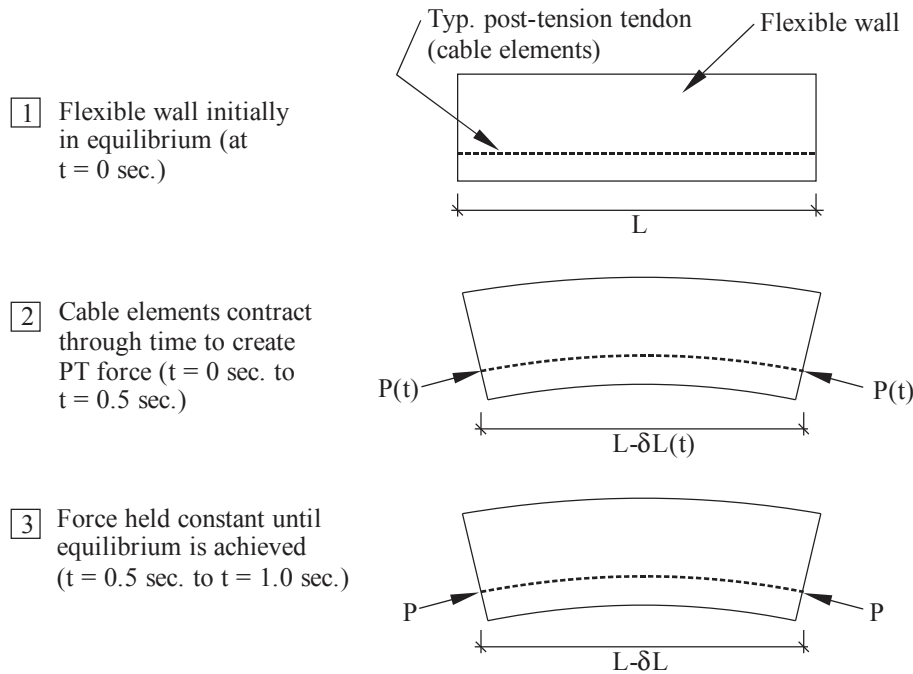 Typ. post-tension tendon
(cable elements)
Flexible wall
1 Flexible wall initially
in equilibrium (at
t = 0 sec.)
L
2 Cable elements contract
through time to create
PT force (t = 0 sec. to
t = 0.5 sec.)
P(t)
P(t)
L-δL(t)
3 Force held constant until
equilibrium is achieved
(t = 0.5 sec. to t = 1.0 sec.)
P
P
L-δL